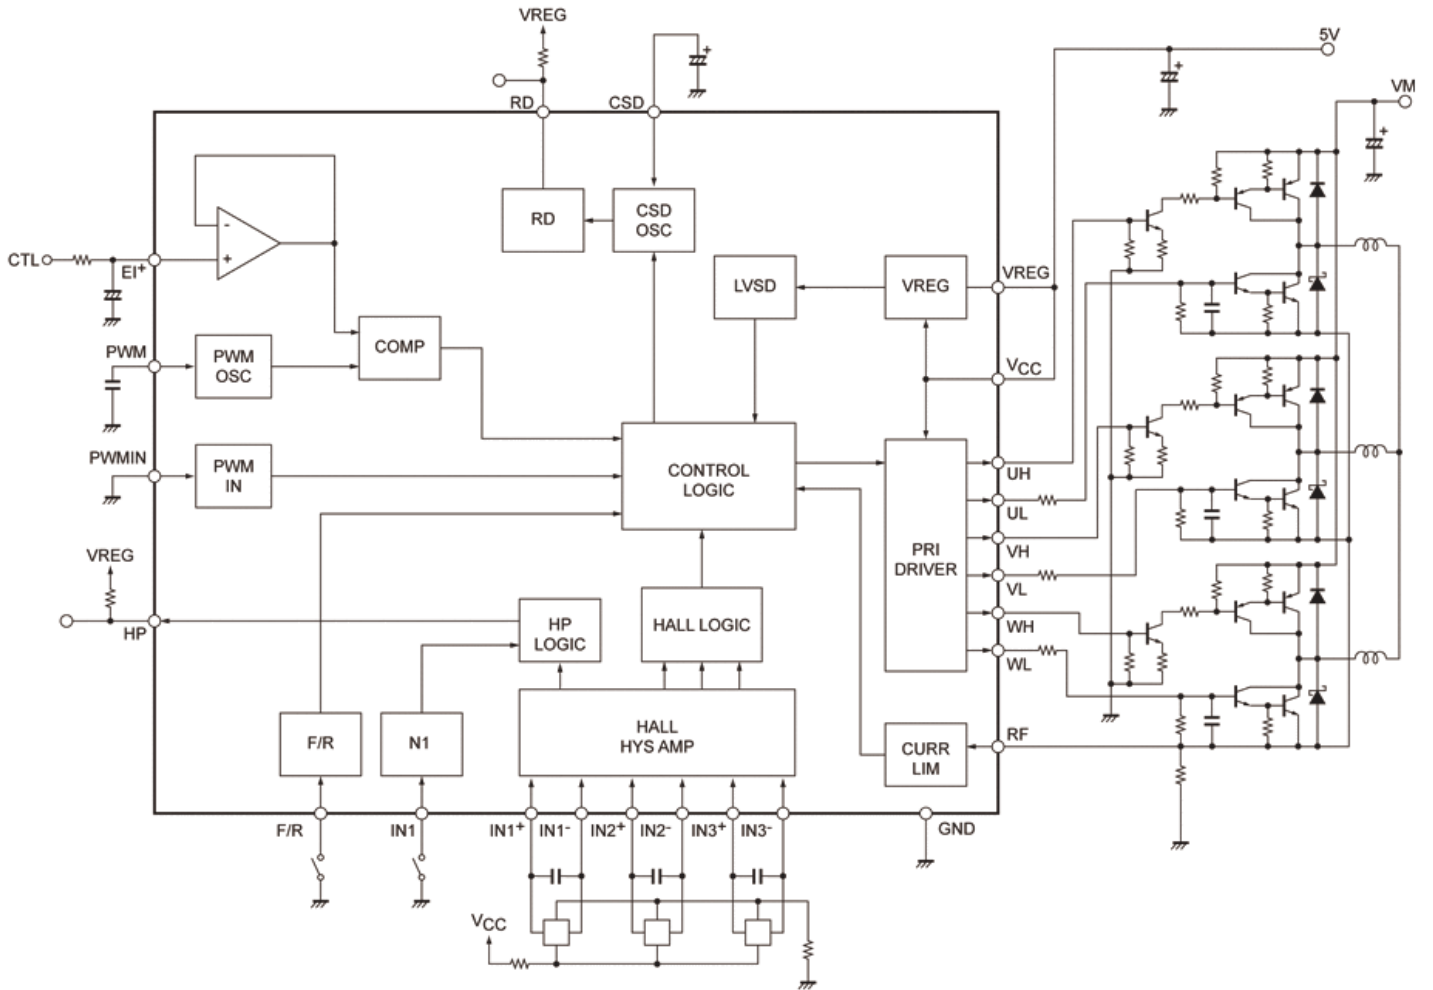 VREG
5V
VM
RD
CSD
RD
CSD
OSC
-
+
CTL
EI+
LVSD
VREG
VREG
PWM
PWM
OSC
COMP
VCC
PWMIN
PWM
IN
CONTROL
LOGIC
UH
UL
VH
VL
WH
WL
PRI
DRIVER
VREG
HP
HP
LOGIC
HALL LOGIC
F/R
N1
HALL
HYS AMP
CURR
LIM
RF
F/R
IN1
IN1+
IN1-
IN2+
IN2-
IN3+
IN3-
GND
VCC
+
+
+